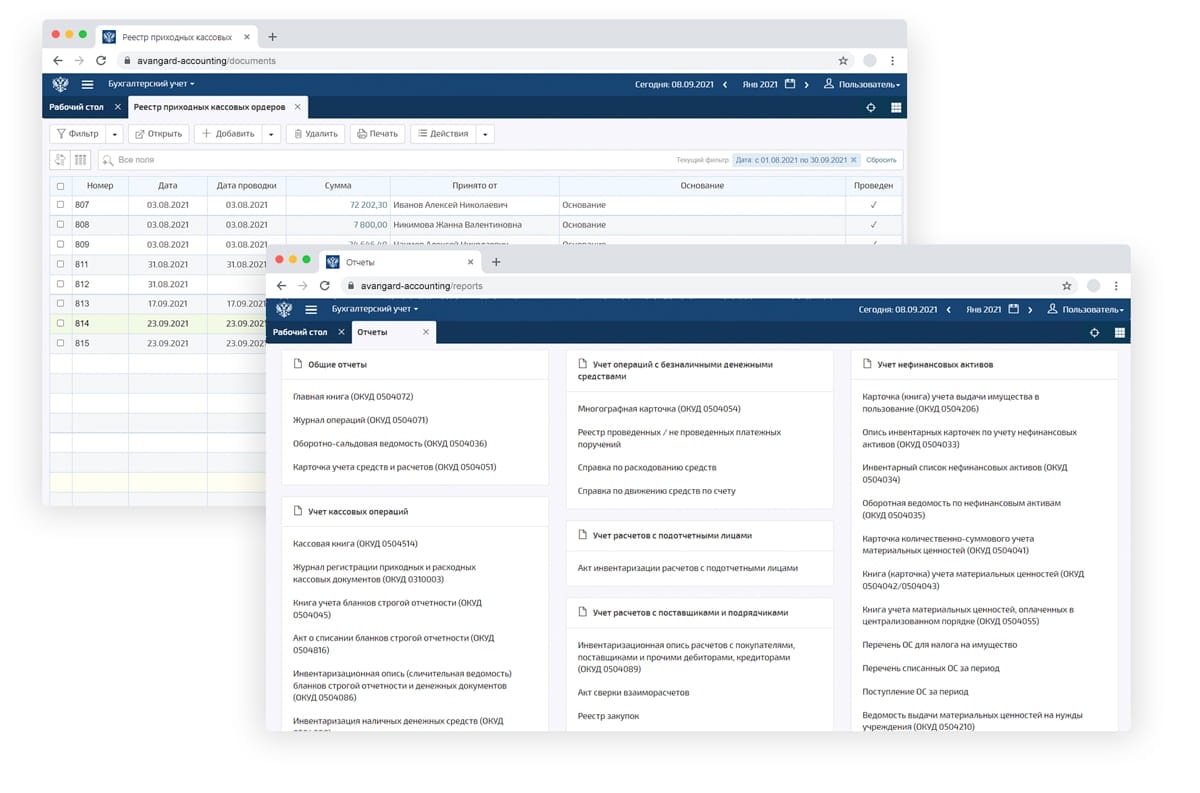 Реестр приходных кассовых
avangard-accounting/documents
Бухгалтерский учет
Сегодня: 08.09.2021
Янв 2021
Пользователь
Рабочий стол
Реестр приходных кассовых ордеров
Фильтр
Открыть
Добавить
Удалить
Печать
Действия
Все поля
Текущий фильтр
Дата: с 01.08.2021 по 30.09.2021
Сбросить
Номер Дата Дата проводки Сумма Принято от Основание Проведен
807 03.08.2021 03.08.2021 72 202,30 Иванов Алексей Николаевич Основание
808 03.08.2021 03.08.2021 7 800,00 Никимова Жанна Валентиновна Основание
809 03.08.2021 03.08.2021
811 31.08.2021 31.08.2021
812 31.08.2021
813 17.09.2021 17.09.2021
814 23.09.2021 23.09.2021
815 23.09.2021 23.09.2021
Отчеты
avangard-accounting/reports
Бухгалтерский учет
Сегодня: 08.09.2021
Янв 2021
Пользователь
Рабочий стол
Отчеты
Общие отчеты
Главная книга (ОКУД 0504072)
Журнал операций (ОКУД 0504071)
Оборотно-сальдовая ведомость (ОКУД 0504036)
Карточка учета средств и расчетов (ОКУД 0504051)
Учет кассовых операций
Кассовая книга (ОКУД 0504514)
Журнал регистрации приходных и расходных
кассовых документов (ОКУД 0310003)
Книга учета бланков строгой отчетности (ОКУД
0504045)
Акт о списании бланков строгой отчетности (ОКУД
0504816)
Инвентаризационная опись (сличительная ведомость)
бланков строгой отчетности и денежных документов
(ОКУД 0504086)
Инвентаризация наличных денежных средств (ОКУД
Учет операций с безналичными денежными
средствами
Многографная карточка (ОКУД 0504054)
Реестр проведенных / не проведенных платежных
поручений
Справка по расходованию средств
Справка по движению средств по счету
Учет расчетов с подотчетными лицами
Акт инвентаризации расчетов с подотчетными лицами
Учет расчетов с поставщиками и подрядчиками
Инвентаризационная опись расчетов с покупателями,
поставщиками и прочими дебиторами, кредиторами
(ОКУД 0504089)
Акт сверки взаиморасчетов
Реестр закупок
Учет нефинансовых активов
Карточка (книга) учета выдачи имущества в
пользование (ОКУД 0504206)
Опись инвентарных карточек по учету нефинансовых
активов (ОКУД 0504033)
Инвентарный список нефинансовых активов (ОКУД
0504034)
Оборотная ведомость по нефинансовым активам
(ОКУД 0504035)
Карточка количественно-суммового учета
материальных ценностей (ОКУД 0504041)
Книга (карточка) учета материальных ценностей (ОКУД
0504042/0504043)
Книга учета материальных ценностей, оплаченных в
централизованном порядке (ОКУД 0504055)
Перечень ОС для налога на имущество
Перечень списанных ОС за период
Поступление ОС за период
Ведомость выдачи материальных ценностей на нужды
учреждения (ОКУД 0504210)